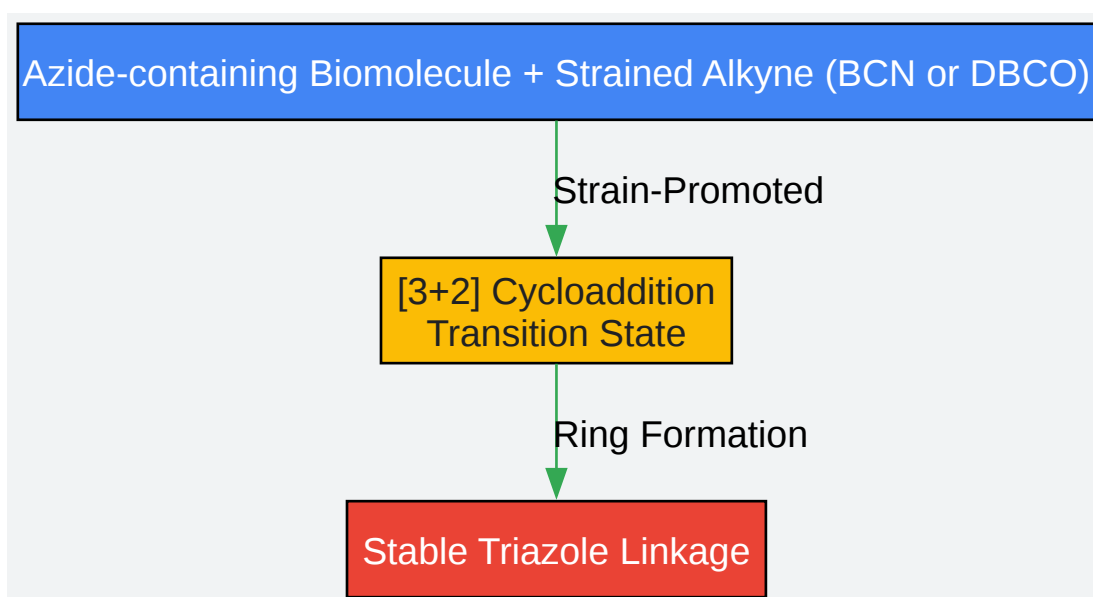 Azide-containing Biomolecule + Strained Alkyne (BCN or DBCO)
Strain-Promoted
[3+2] Cycloaddition
Transition State
Ring Formation
Stable Triazole Linkage